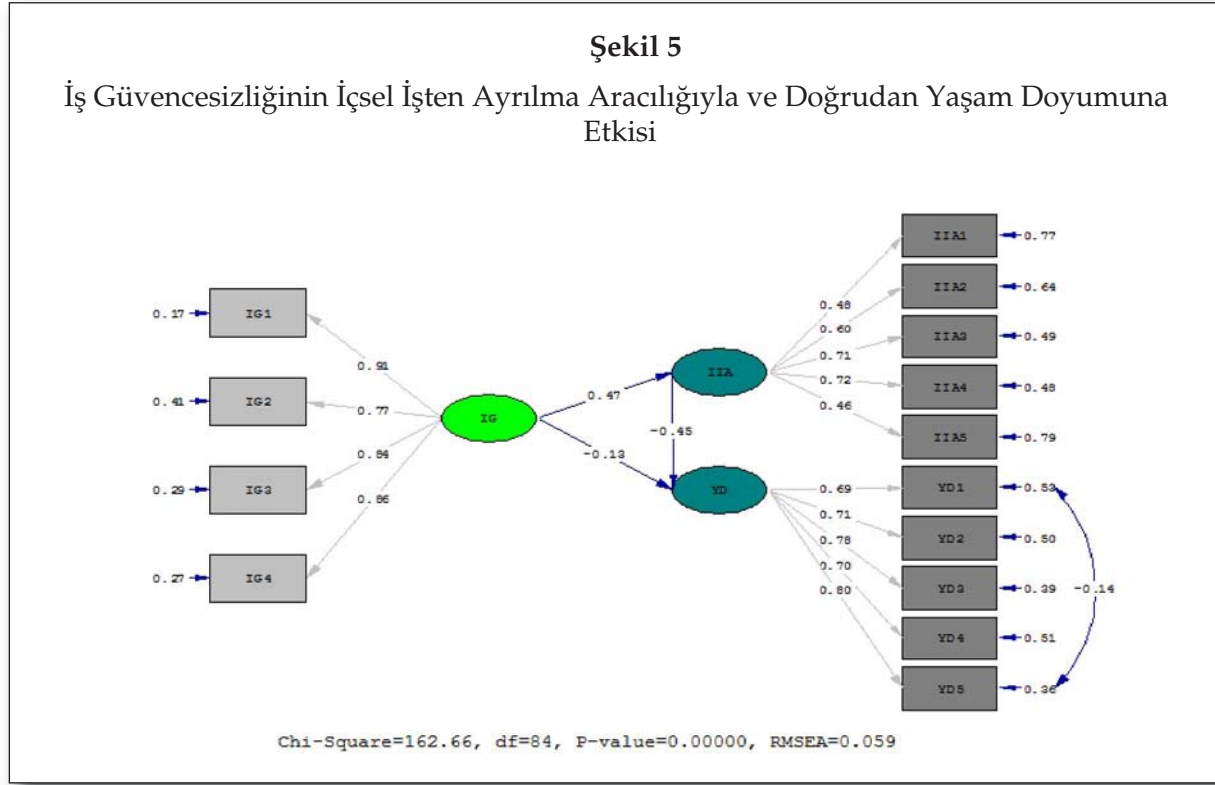 Şekil 5
İş Güvencesizliğinin İçsel İşten Ayrılma Aracılığıyla ve Doğrudan Yaşam Doyumuna
Etkisi
0.17 IG1
0.41 IG2
0.29 IG3
0.27 IG4
0.91
0.77
0.84
0.86
IG
0.47
-0.13
-0.45
IIA
YD
0.48
0.60
0.71
0.72
0.46
0.69
0.71
0.78
0.70
0.80
IIA1 0.77
IIA2 0.64
IIA3 0.49
IIA4 0.48
IIA5 0.79
YD1 0.53
YD2 0.50
YD3 0.39
YD4 0.51
YD5 0.36
-0.14
Chi-Square=162.66, df=84, P-value=0.00000, RMSEA=0.059